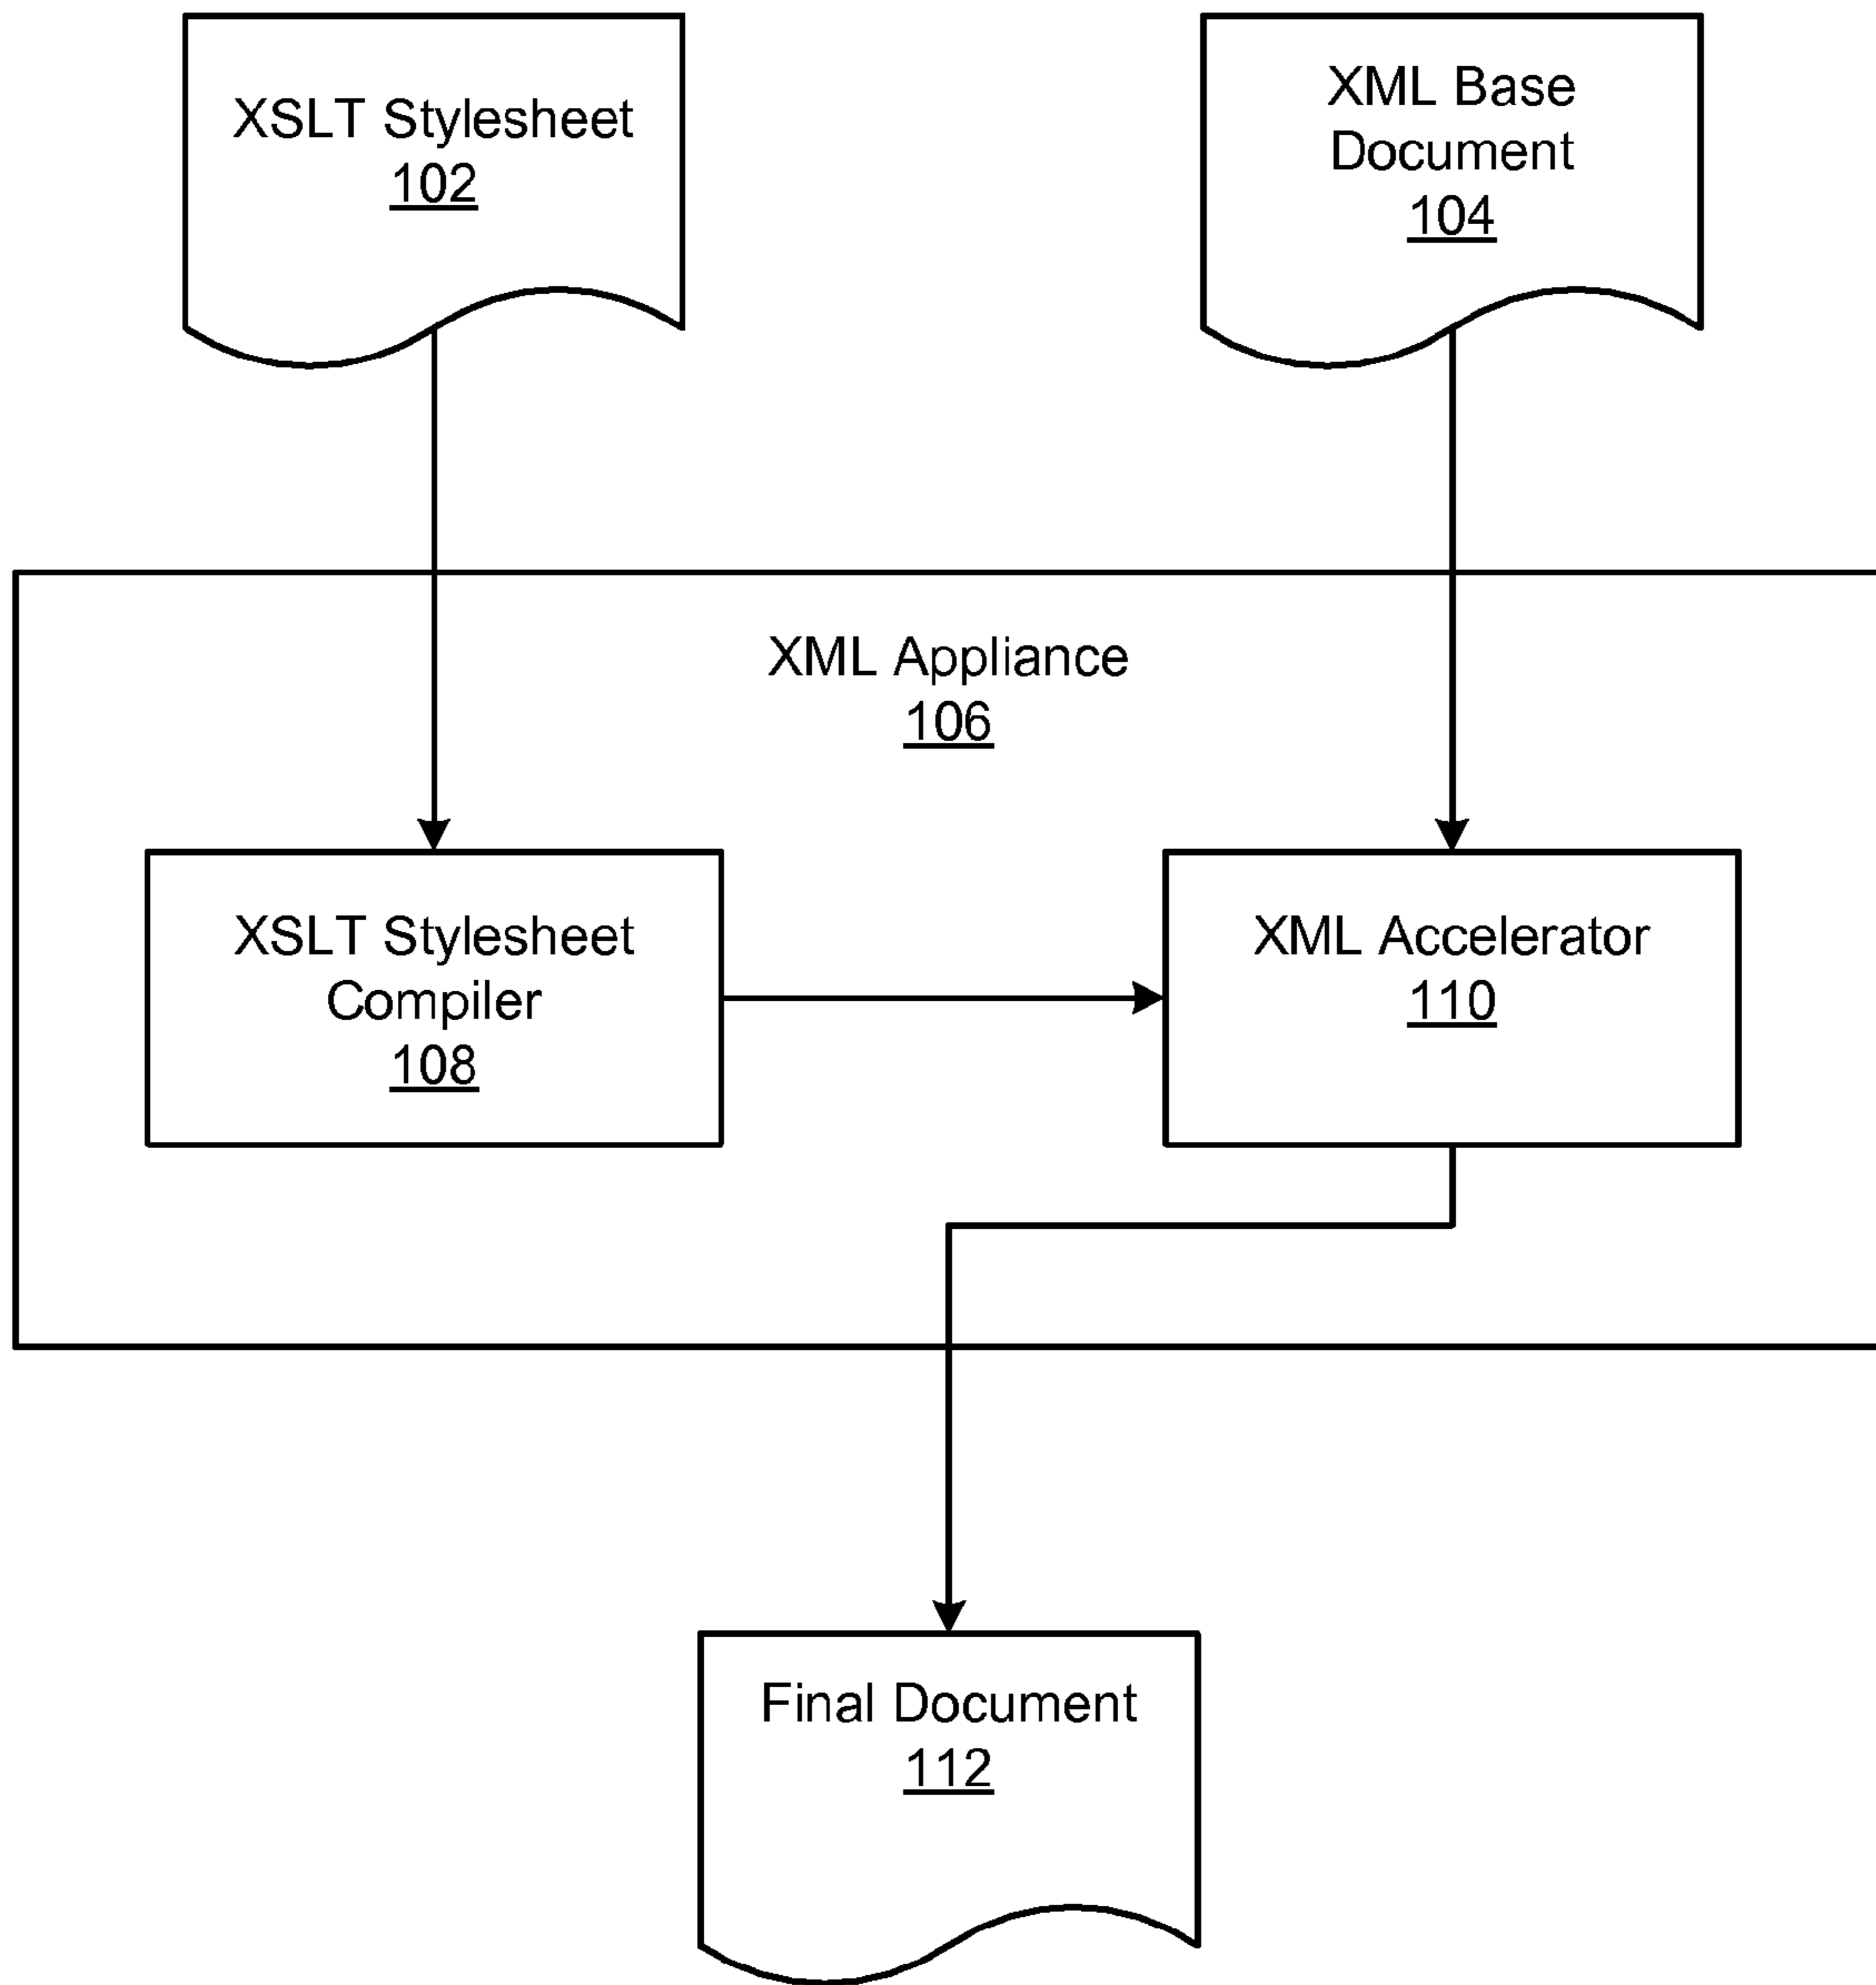 XSLT Stylesheet
102
XML Base
Document
104
XML Appliance
106
XSLT Stylesheet
Compiler
108
XML Accelerator
110
Final Document
112